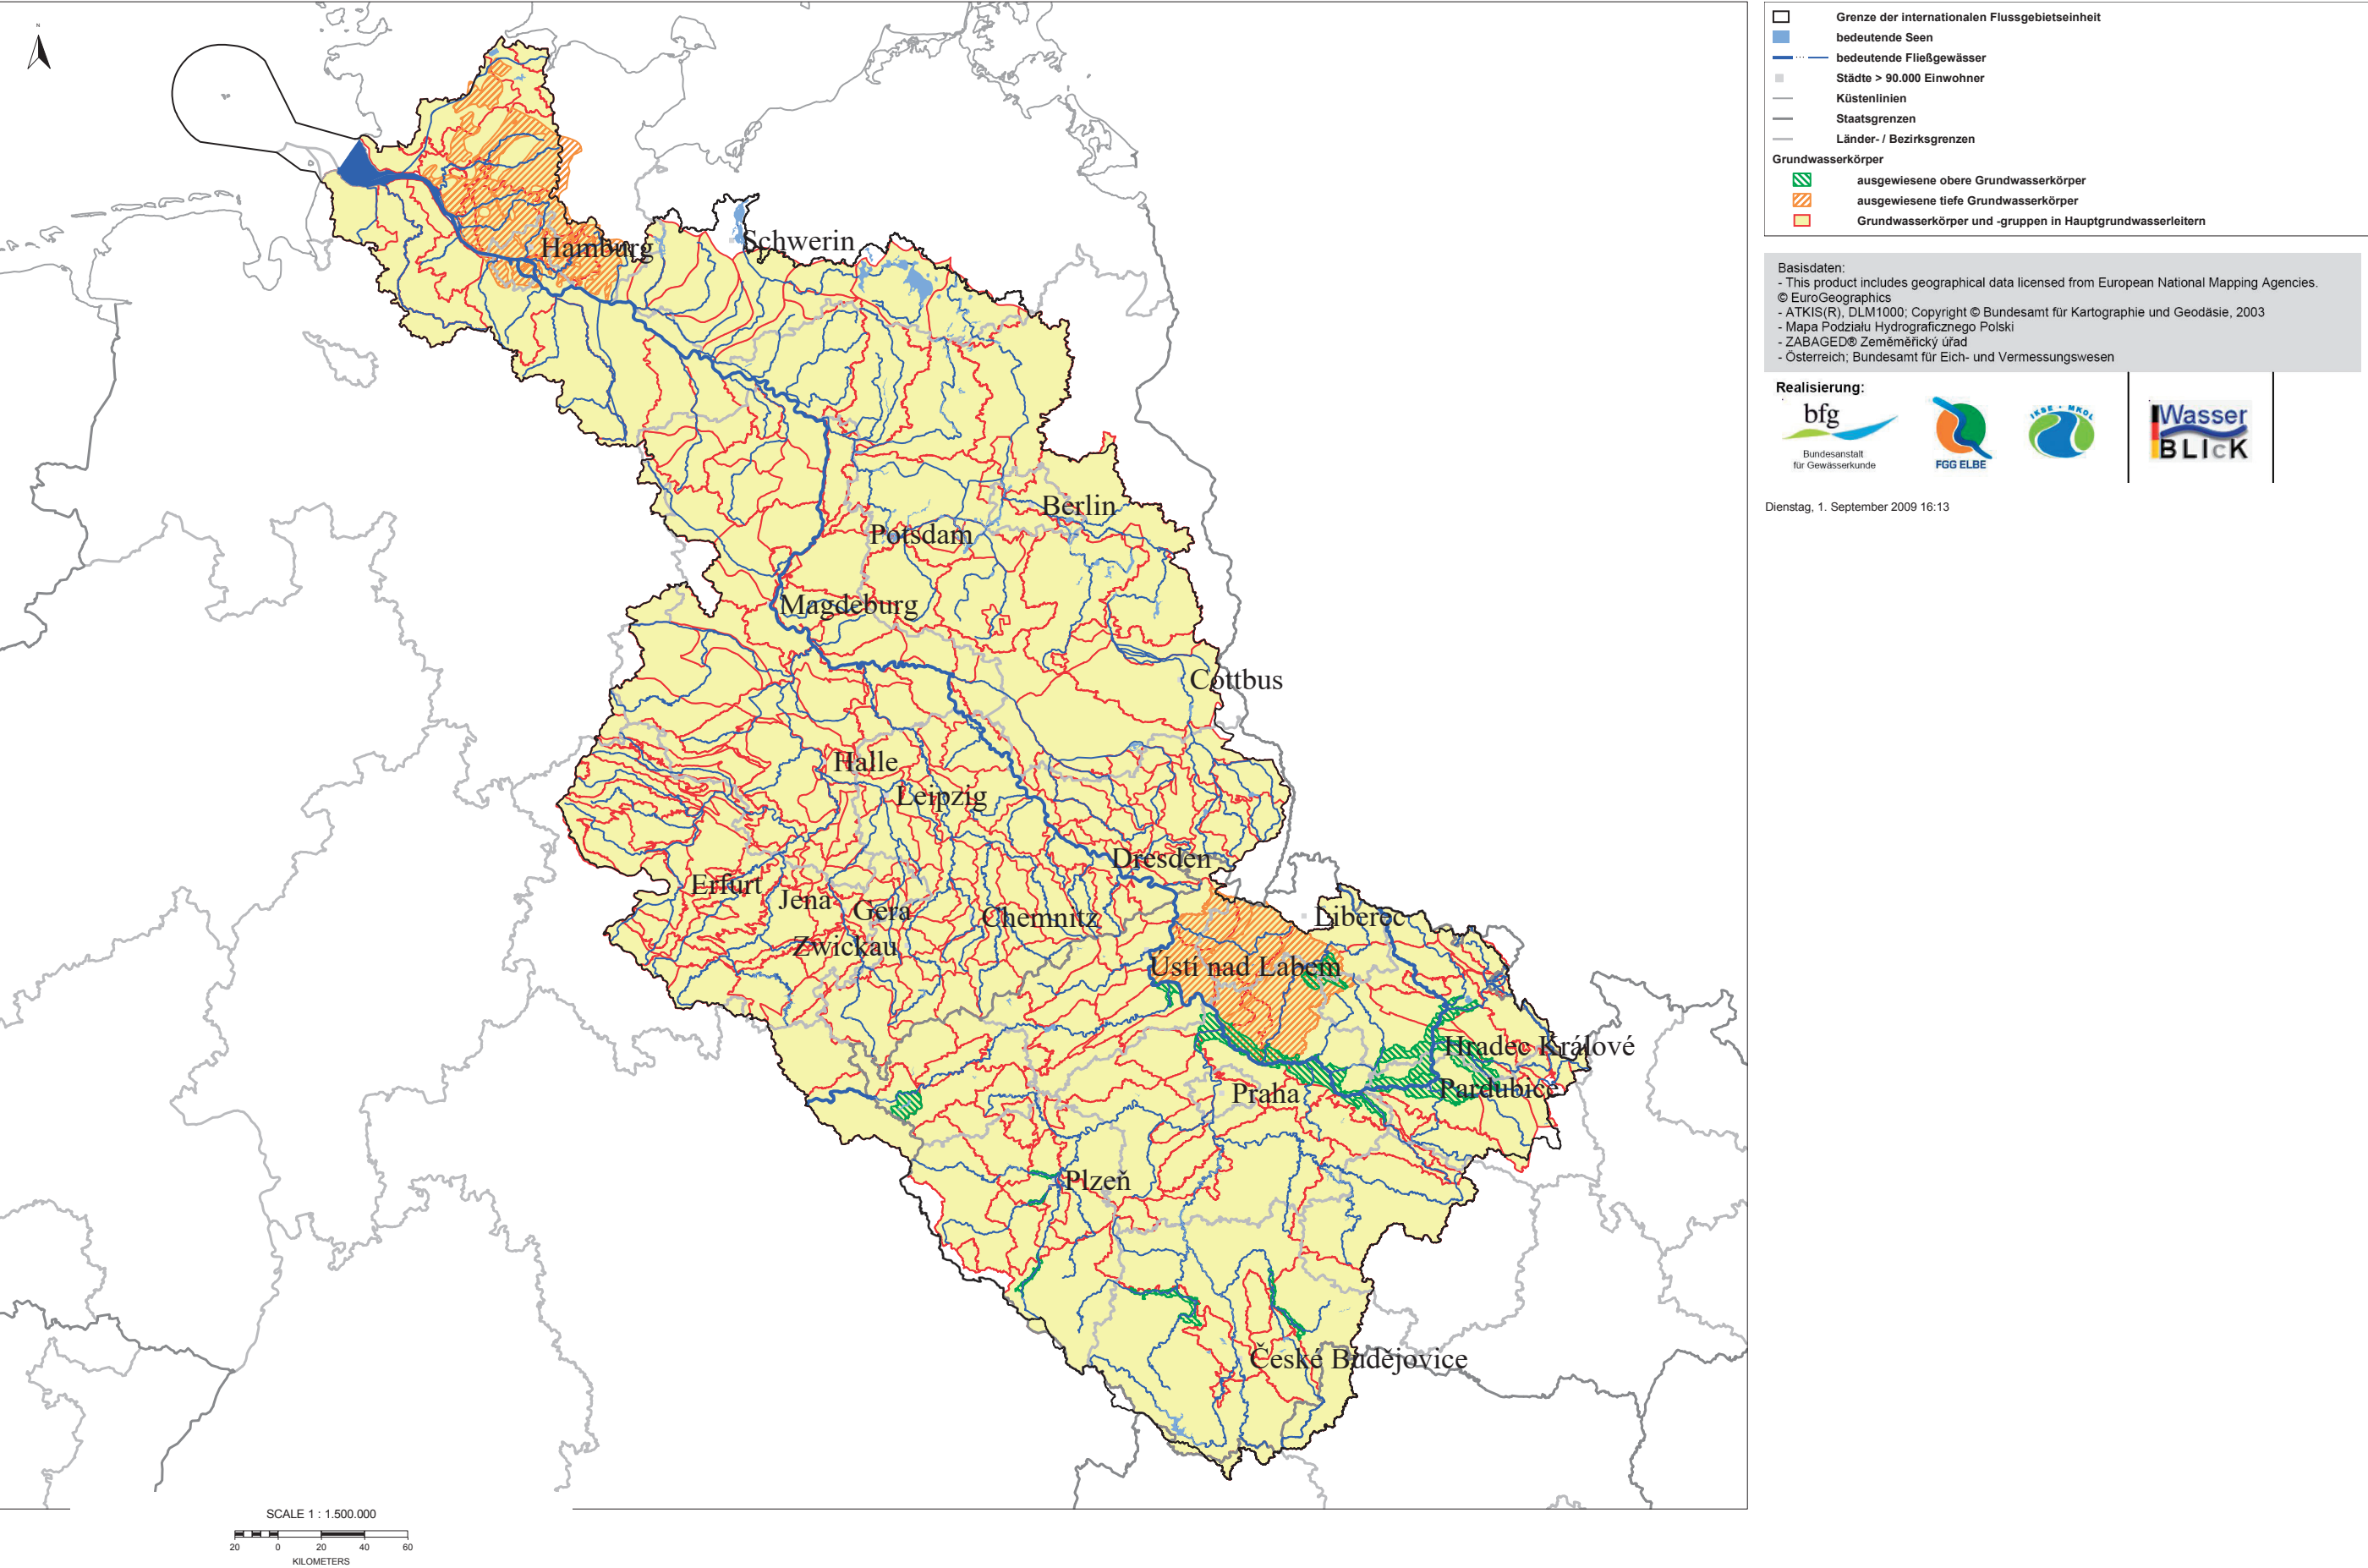 Grenze der internationalen Flussgebietseinheit
bedeutende Seen
bedeutende Fließgewässer
Städte > 90.000 Einwohner
Küstenlinien
Staatsgrenzen
Länder- / Bezirksgrenzen
Grundwasserkörper
ausgewiesene obere Grundwasserkörper
ausgewiesene tiefe Grundwasserkörper
Grundwasserkörper und -gruppen in Hauptgrundwasserleitern
Basisdaten:
- This product includes geographical data licensed from European National Mapping Agencies.
© EuroGeographics
- ATKIS(R), DLM1000; Copyright © Bundesamt für Kartographie und Geodäsie, 2003
- Mapa Podziału Hydrograficznego Polski
- ZABAGED® Zeměměřický úřad
- Österreich; Bundesamt für Eich- und Vermessungswesen
Realisierung:
bfg
Bundesanstalt
für Gewässerkunde
FGG ELBE
IKSE • MKOL
Wasser
BLIcK
Dienstag, 1. September 2009 16:13
Hamburg
Schwerin
Berlin
Potsdam
Magdeburg
Cottbus
Halle
Leipzig
Dresden
Erfurt
Jena
Gera
Chemnitz
Zwickau
Liberec
Ústí nad Labem
Hradec Králové
Pardubice
Praha
Plzeň
České Budějovice
SCALE 1 : 1.500.000
20 0 20 40 60
KILOMETERS